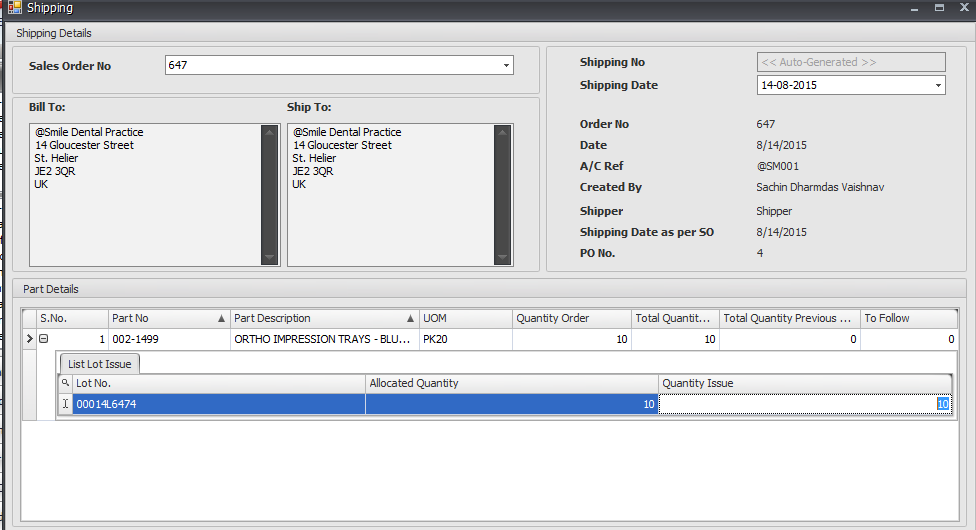 Shipping
Shipping Details
Sales Order No 647
Bill To:
@Smile Dental Practice
14 Gloucester Street
St. Helier
JE2 3QR
UK
Ship To:
@Smile Dental Practice
14 Gloucester Street
St. Helier
JE2 3QR
UK
Shipping No << Auto-Generated >>
Shipping Date 14-08-2015
Order No 647
Date 8/14/2015
A/C Ref @SM001
Created By Sachin Dharmdas Vaishnav
Shipper Shipper
Shipping Date as per SO 8/14/2015
PO No. 4
Part Details
S.No. Part No Part Description UOM Quantity Order Total Quantit... Total Quantity Previous ... To Follow
1 002-1499 ORTHO IMPRESSION TRAYS - BLU... PK20 10 10 0 0
List Lot Issue
Lot No. Allocated Quantity Quantity Issue
00014L6474 10 10